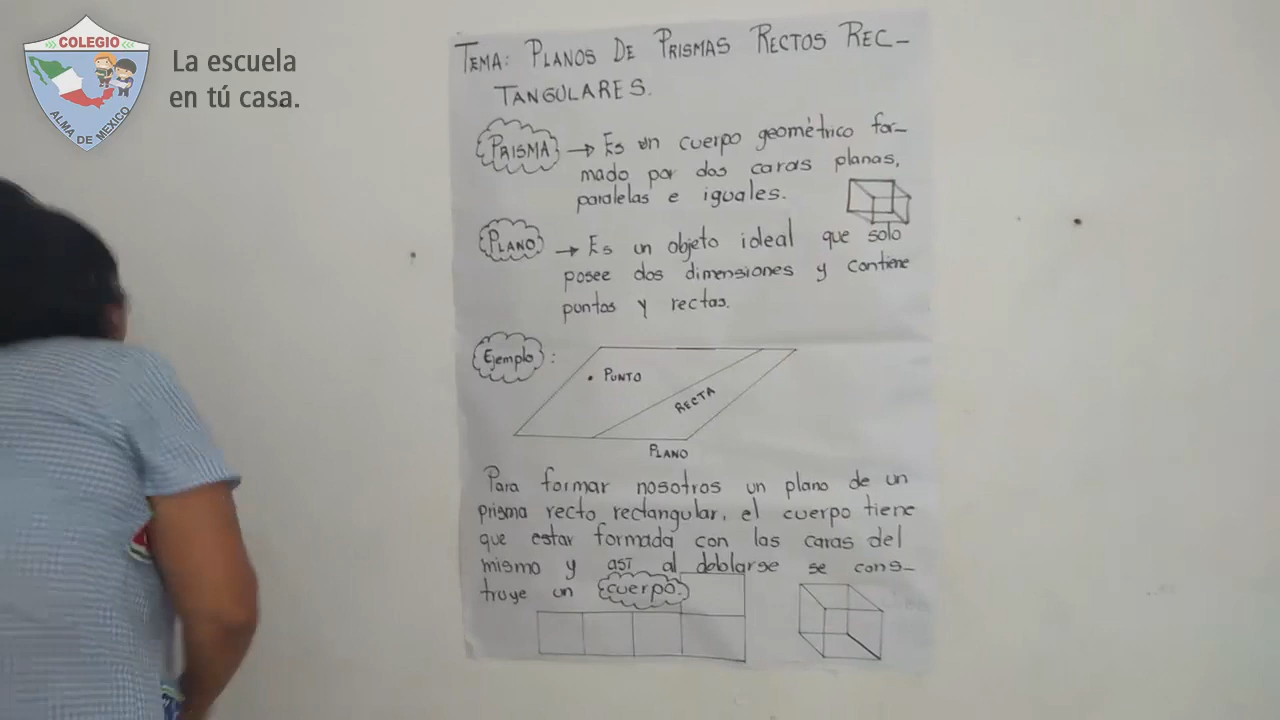 COLEGIO
ALMA DE MEXICO
La escuela
en tú casa.
TEMA: PLANOS DE PRISMAS RECTOS REC-
TANGULARES.
PRISMA → Es un cuerpo geométrico for-
mado por dos caras planas,
paralelas e iguales.
PLANO → Es un objeto ideal que solo
posee dos dimensiones y contiene
puntos y rectas.
Ejemplo:
PUNTO
RECTA
PLANO
Para formar nosotros un plano de un
prisma recto rectangular, el cuerpo tiene
que estar formada con las caras del
mismo y así al doblarse se cons-
truye un cuerpo.